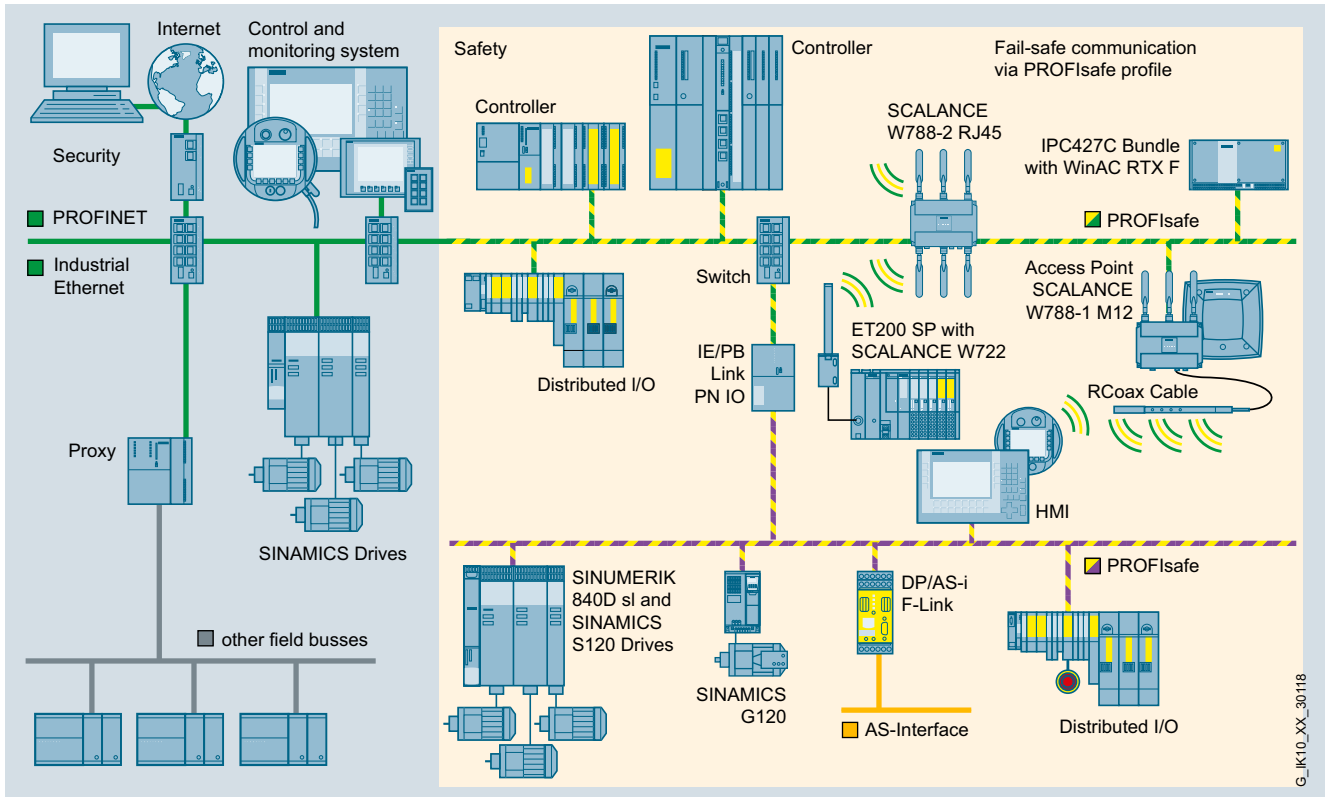 Internet
Control and
monitoring system
Security
PROFINET
Industrial
Ethernet
Proxy
SINAMICS Drives
other field busses
Safety
Controller
Controller
Fail-safe communication
via PROFIsafe profile
SCALANCE
W788-2 RJ45
IPC427C Bundle
with WinAC RTX F
PROFIsafe
Switch
Access Point
SCALANCE
W788-1 M12
ET200 SP with
SCALANCE W722
IE/PB
Link
PN IO
Distributed I/O
RCoax Cable
HMI
PROFIsafe
SINUMERIK
840D sl and
SINAMICS
S120 Drives
SINAMICS
G120
DP/AS-i
F-Link
AS-Interface
Distributed I/O
G_IK10_XX_30118